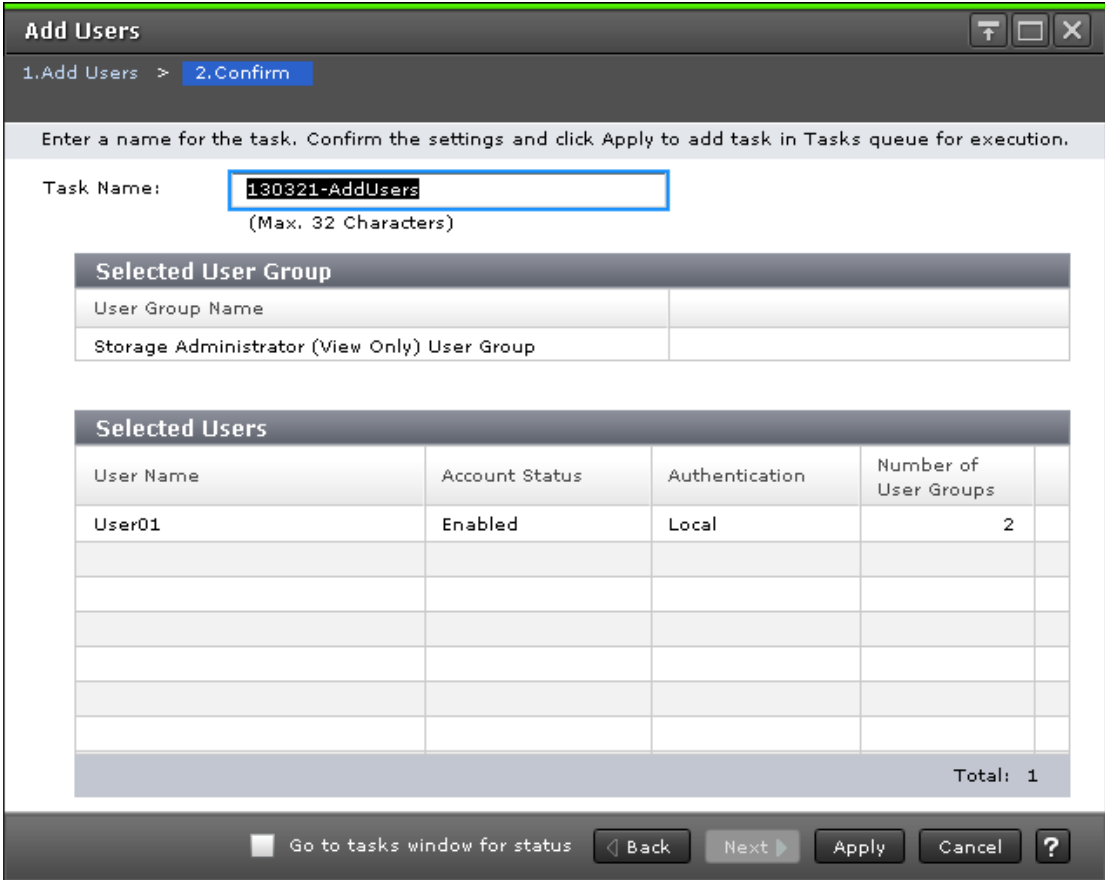 Add Users
1.Add Users > 2.Confirm
Enter a name for the task. Confirm the settings and click Apply to add task in Tasks queue for execution.
Task Name: 130321-AddUsers
(Max. 32 Characters)
Selected User Group
User Group Name
Storage Administrator (View Only) User Group
Selected Users
User Name Account Status Authentication Number of
User Groups
User01 Enabled Local 2
Total: 1
Go to tasks window for status Back Next Apply Cancel ?